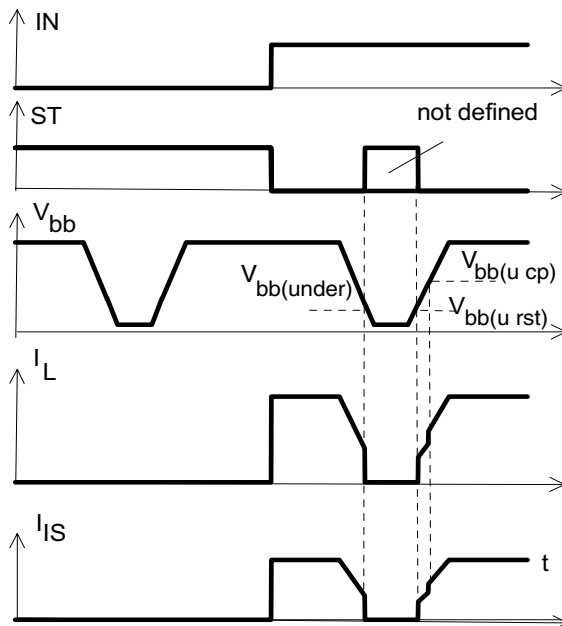 IN
ST
not defined
Vbb
Vbb(under)
Vbb(u cp)
Vbb(u rst)
IL
IIS
t